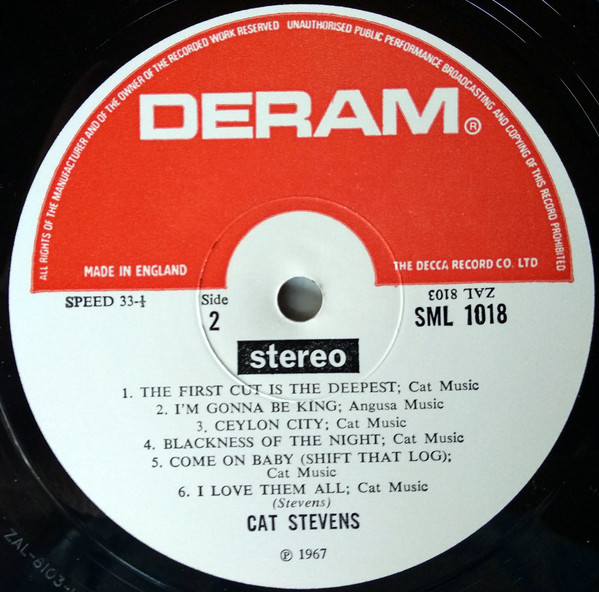 ALL RIGHTS OF THE MANUFACTURER AND OF THE OWNER OF THE RECORDED WORK RESERVED UNAUTHORISED PUBLIC PERFORMANCE BROADCASTING AND COPYING OF THIS RECORD PROHIBITED
DERAM®
MADE IN ENGLAND
THE DECCA RECORD CO. LTD
SPEED 33-⅓
Side
2
ZAL 8103
SML 1018
stereo
1. THE FIRST CUT IS THE DEEPEST; Cat Music
2. I'M GONNA BE KING; Angusa Music
3. CEYLON CITY; Cat Music
4. BLACKNESS OF THE NIGHT; Cat Music
5. COME ON BABY (SHIFT THAT LOG);
Cat Music
6. I LOVE THEM ALL; Cat Music
(Stevens)
CAT STEVENS
℗ 1967